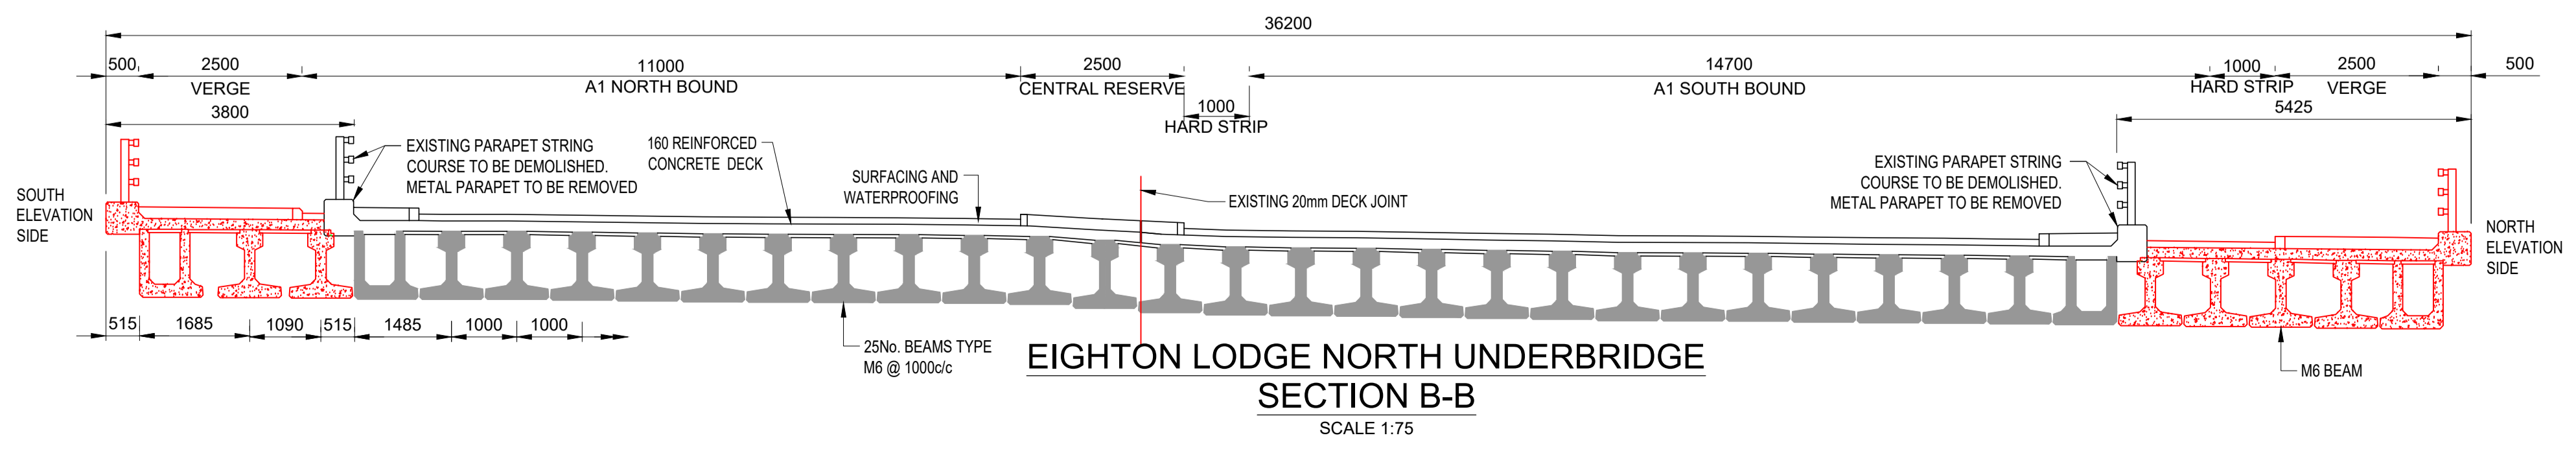 36200
500
2500
11000
2500
14700
1000
2500
500
VERGE
A1 NORTH BOUND
CENTRAL RESERVE
A1 SOUTH BOUND
HARD STRIP
VERGE
3800
1000
5425
HARD STRIP
EXISTING PARAPET STRING
COURSE TO BE DEMOLISHED.
METAL PARAPET TO BE REMOVED
160 REINFORCED
CONCRETE DECK
SURFACING AND
WATERPROOFING
EXISTING 20mm DECK JOINT
EXISTING PARAPET STRING
COURSE TO BE DEMOLISHED.
METAL PARAPET TO BE REMOVED
SOUTH
ELEVATION
SIDE
NORTH
ELEVATION
SIDE
515
1685
1090
515
1485
1000
1000
25No. BEAMS TYPE
M6 @ 1000c/c
M6 BEAM
EIGHTON LODGE NORTH UNDERBRIDGE
SECTION B-B
SCALE 1:75